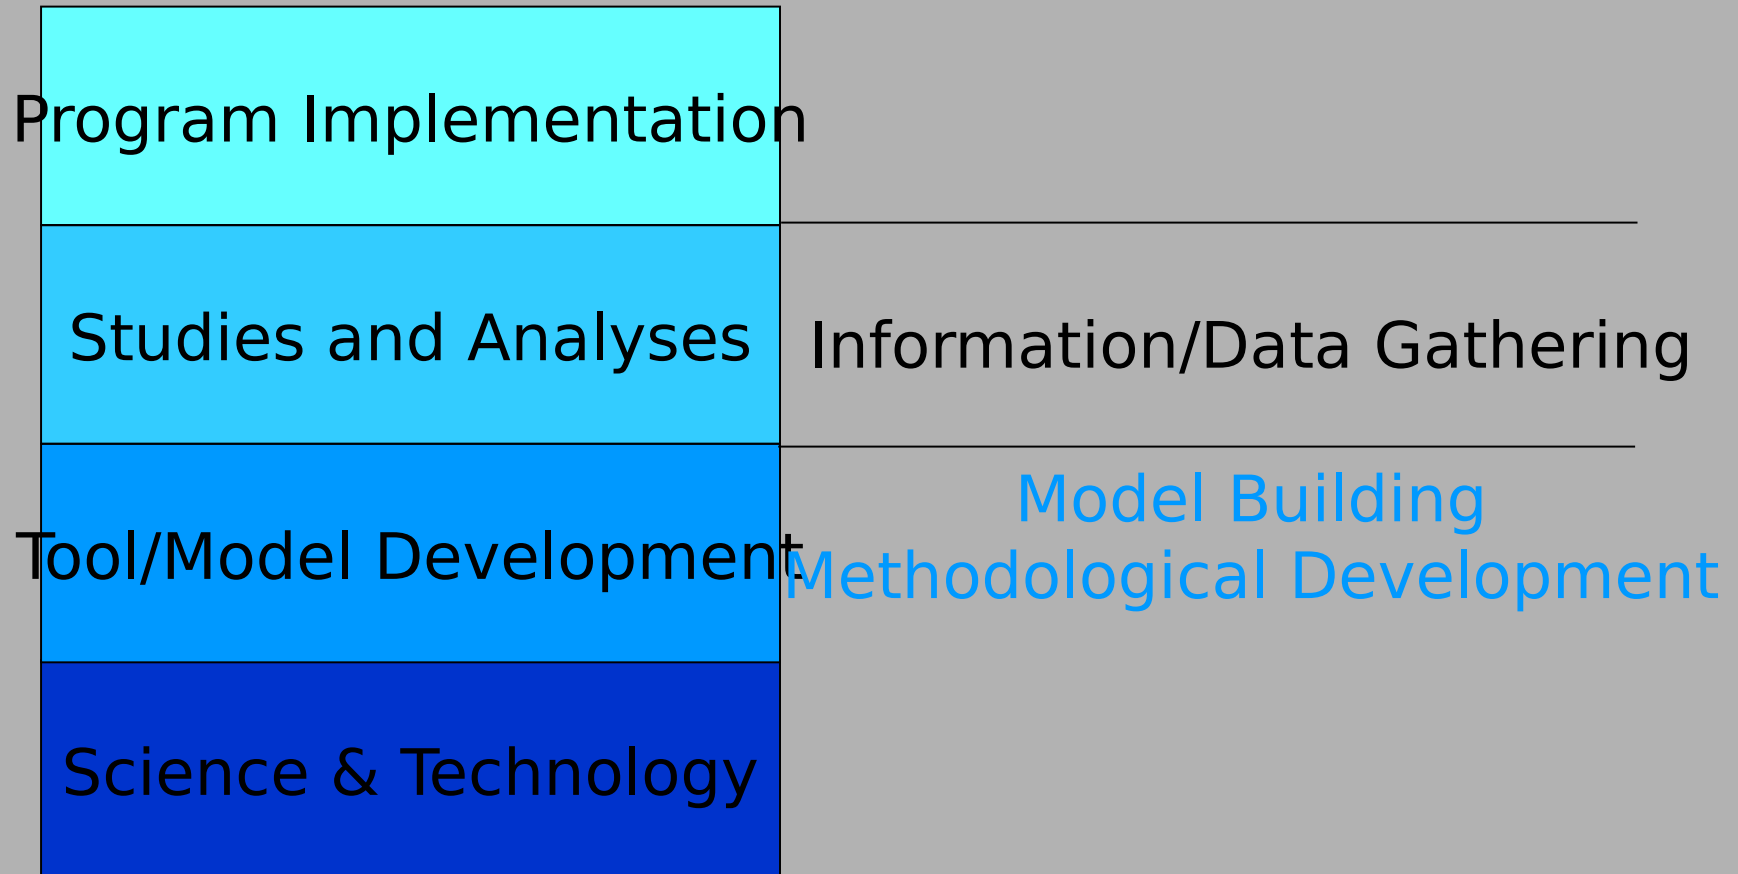 Program Implementation
Studies and Analyses
Information/Data Gathering
Tool/Model Development
Model Building
Methodological Development
Science & Technology